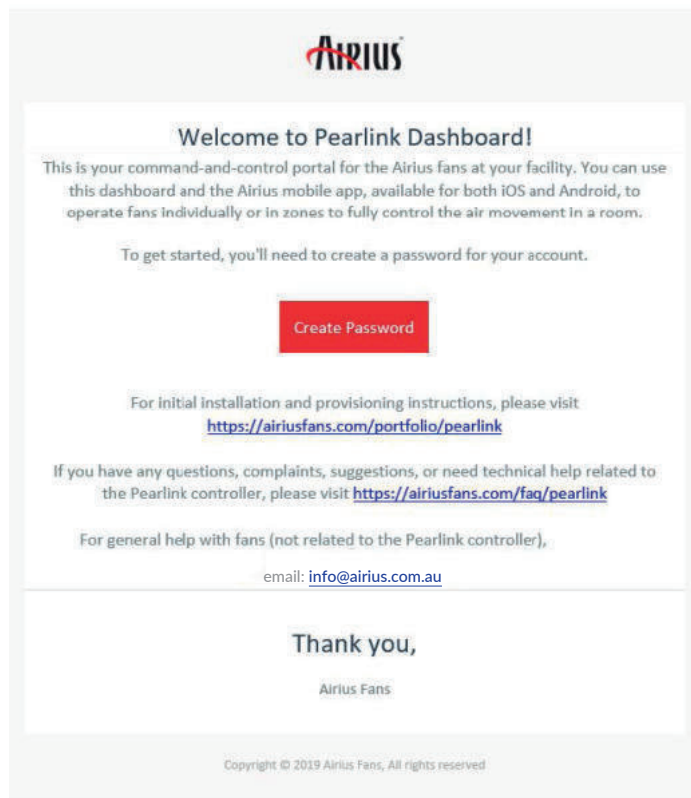 AIRIUS
Welcome to Pearlink Dashboard!
This is your command-and-control portal for the Airius fans at your facility. You can use
this dashboard and the Airius mobile app, available for both iOS and Android, to
operate fans individually or in zones to fully control the air movement in a room.
To get started, you'll need to create a password for your account.
Create Password
For initial installation and provisioning instructions, please visit
https://airiusfans.com/portfolio/pearlink
If you have any questions, complaints, suggestions, or need technical help related to
the Pearlink controller, please visit https://airiusfans.com/faq/pearlink
For general help with fans (not related to the Pearlink controller),
email: info@airius.com.au
Thank you,
Airius Fans
Copyright © 2019 Airius Fans, All rights reserved